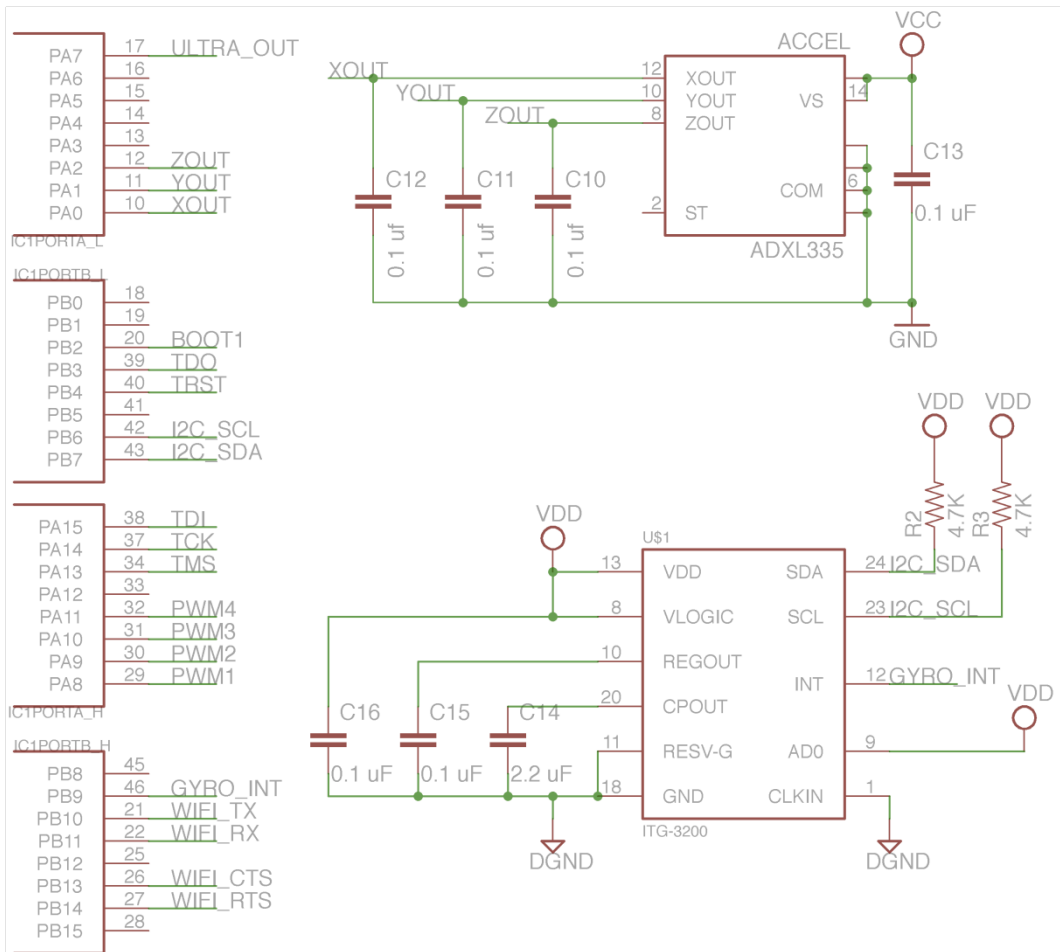 PA7 17 ULTRA_OUT
PA6 16
PA5 15
PA4 14
PA3 13
PA2 12 ZOUT
PA1 11 YOUT
PA0 10 XOUT
IC1PORTA_L
IC1PORTB_L
PB0 18
PB1 19
PB2 20 BOOT1
PB3 39 TDO
PB4 40 TRST
PB5 41
PB6 42 I2C_SCL
PB7 43 I2C_SDA
PA15 38 TDI
PA14 37 TCK
PA13 34 TMS
PA12 33
PA11 32 PWM4
PA10 31 PWM3
PA9 30 PWM2
PA8 29 PWM1
IC1PORTA_H
IC1PORTB_H
PB8 45
PB9 46 GYRO_INT
PB10 21 WIFI_TX
PB11 22 WIFI_RX
PB12 25
PB13 26 WIFI_CTS
PB14 27 WIFI_RTS
PB15 28
VCC
ACCEL
XOUT 12 XOUT
YOUT 10 YOUT VS 14
ZOUT 8 ZOUT
C13
C12 C11 C10
COM 6
2 ST
0.1 uF
0.1 uf
0.1 uf
0.1 uf
ADXL335
GND
VDD VDD
R2 4.7K
R3 4.7K
VDD
U$1
13 VDD SDA 24 I2C_SDA
8 VLOGIC SCL 23 I2C_SCL
10 REGOUT
INT 12 GYRO_INT
20 CPOUT
VDD
C16 C15 C14
11 RESV-G AD0 9
0.1 uF 0.1 uF 2.2 uF
18 GND CLKIN 1
ITG-3200
DGND DGND